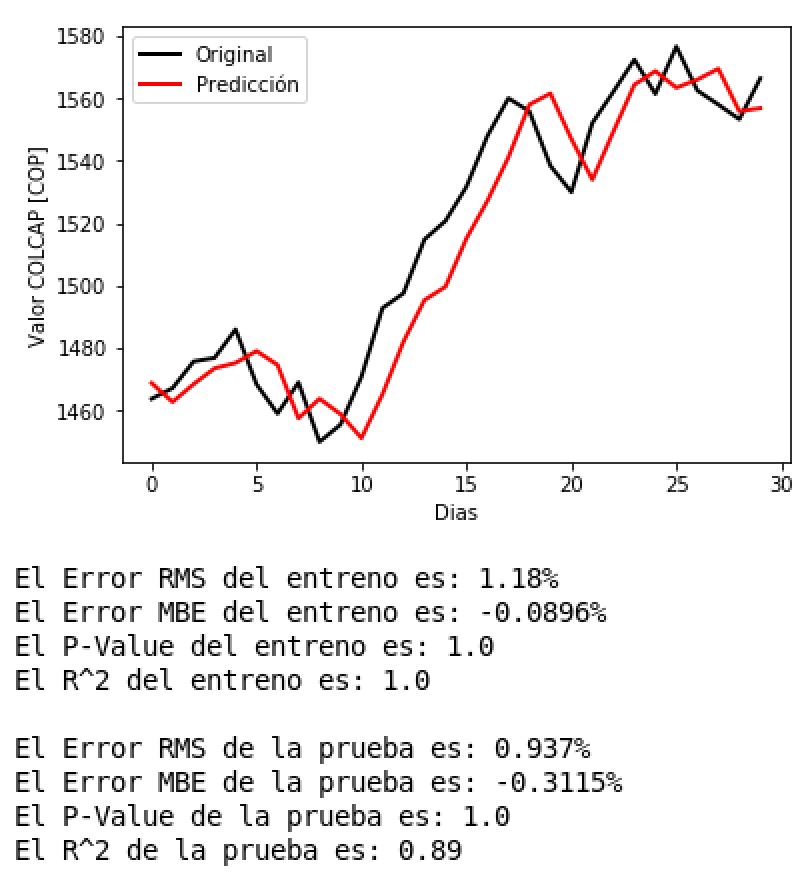 1580
1560
1540
1520
1500
1480
1460
Valor COLCAP [COP]
Original
Predicción
0 5 10 15 20 25 30
Dias
El Error RMS del entreno es: 1.18%
El Error MBE del entreno es: -0.0896%
El P-Value del entreno es: 1.0
El R^2 del entreno es: 1.0
El Error RMS de la prueba es: 0.937%
El Error MBE de la prueba es: -0.3115%
El P-Value de la prueba es: 1.0
El R^2 de la prueba es: 0.89